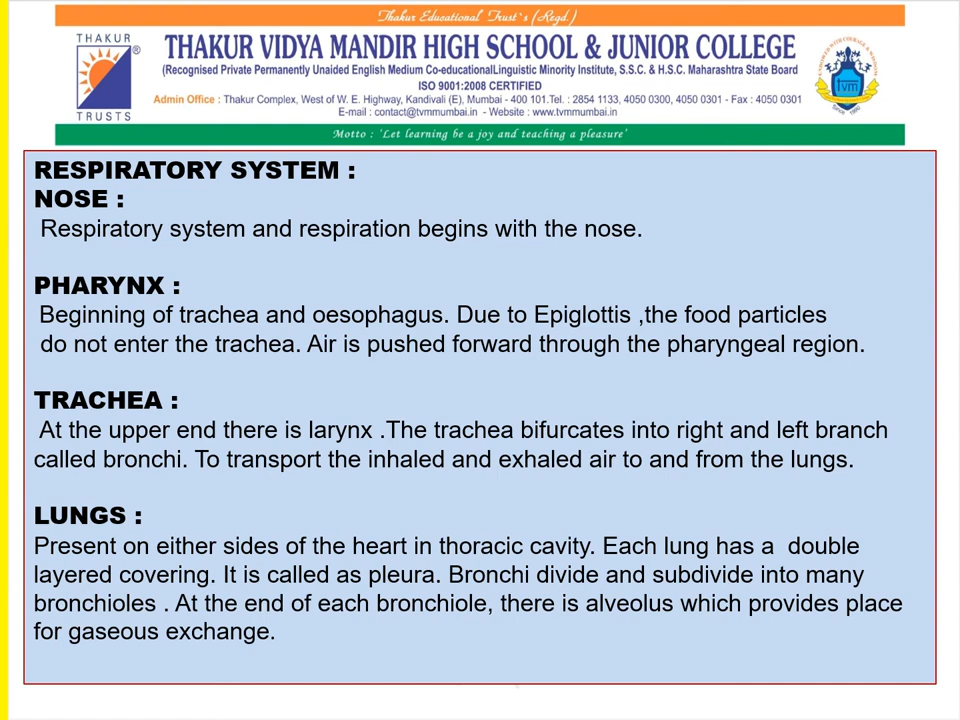 Thakur Educational Trust`s (Regd.)
THAKUR
®
TRUSTS
THAKUR VIDYA MANDIR HIGH SCHOOL & JUNIOR COLLEGE
(Recognised Private Permanently Unaided English Medium Co-educationalLinguistic Minority Institute, S.S.C. & H.S.C. Maharashtra State Board
ISO 9001:2008 CERTIFIED
Admin Office : Thakur Complex, West of W. E. Highway, Kandivali (E), Mumbai - 400 101.Tel. : 2854 1133, 4050 0300, 4050 0301 - Fax : 4050 0301
E-mail : contact@tvmmumbai.in - Website : www.tvmmumbai.in
tvm
Since 1990
Motto : 'Let learning be a joy and teaching a pleasure'
RESPIRATORY SYSTEM :
NOSE :
Respiratory system and respiration begins with the nose.
PHARYNX :
Beginning of trachea and oesophagus. Due to Epiglottis ,the food particles
do not enter the trachea. Air is pushed forward through the pharyngeal region.
TRACHEA :
At the upper end there is larynx .The trachea bifurcates into right and left branch
called bronchi. To transport the inhaled and exhaled air to and from the lungs.
LUNGS :
Present on either sides of the heart in thoracic cavity. Each lung has a  double
layered covering. It is called as pleura. Bronchi divide and subdivide into many
bronchioles . At the end of each bronchiole, there is alveolus which provides place
for gaseous exchange.